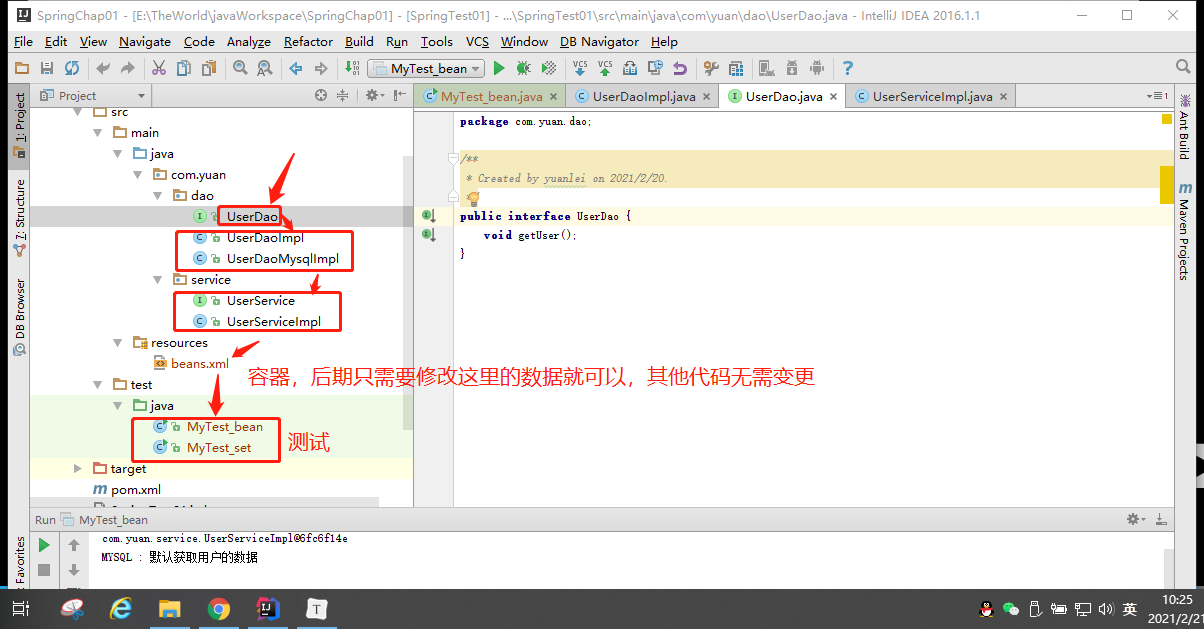 SpringChap01 - [E:\TheWorld\javaWorkspace\SpringChap01] - [SpringTest01] - ...\SpringTest01\src\main\java\com\yuan\dao\UserDao.java - IntelliJ IDEA 2016.1.1
File Edit View Navigate Code Analyze Refactor Build Run Tools VCS Window DB Navigator Help
MyTest_bean
Project
MyTest_bean.java UserDaoImpl.java UserDao.java UserServiceImpl.java
1: Project
7: Structure
DB Browser
Favorites
src
main
java
com.yuan
dao
UserDao
UserDaoImpl
UserDaoMysqlImpl
service
UserService
UserServiceImpl
resources
beans.xml
容器，后期只需要修改这里的数据就可以，其他代码无需变更
test
java
MyTest_bean
MyTest_set
测试
target
pom.xml
package com.yuan.dao;
/**
* Created by yuanlei on 2021/2/20.
public interface UserDao {
void getUser();
}
Ant Build
Maven Projects
Run MyTest_bean
com.yuan.service.UserServiceImpl@6fc6f14e
MYSQL : 默认获取用户的数据
英
10:25
2021/2/21